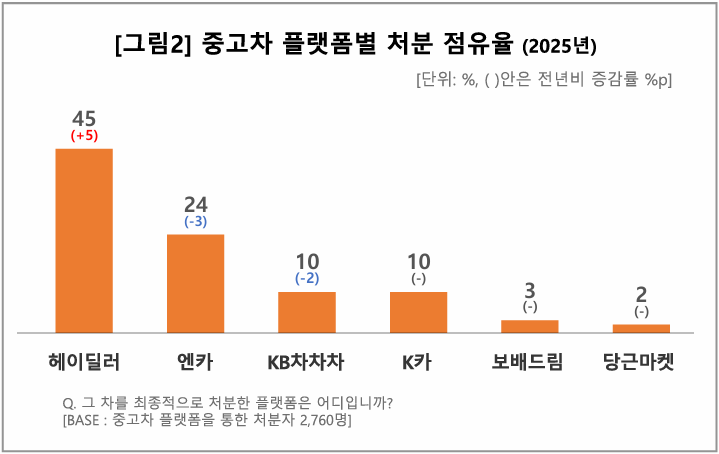 [그림2] 중고차 플랫폼별 처분 점유율 (2025년)
[단위: %, ( )안은 전년비 증감률 %p]
45
(+5)
24
(-3)
10
(-2)
10
(-)
3
(-)
2
(-)
헤이딜러 엔카 KB차차차 K카 보배드림 당근마켓
Q. 그 차를 최종적으로 처분한 플랫폼은 어디입니까?
[BASE : 중고차 플랫폼을 통한 처분자 2,760명]